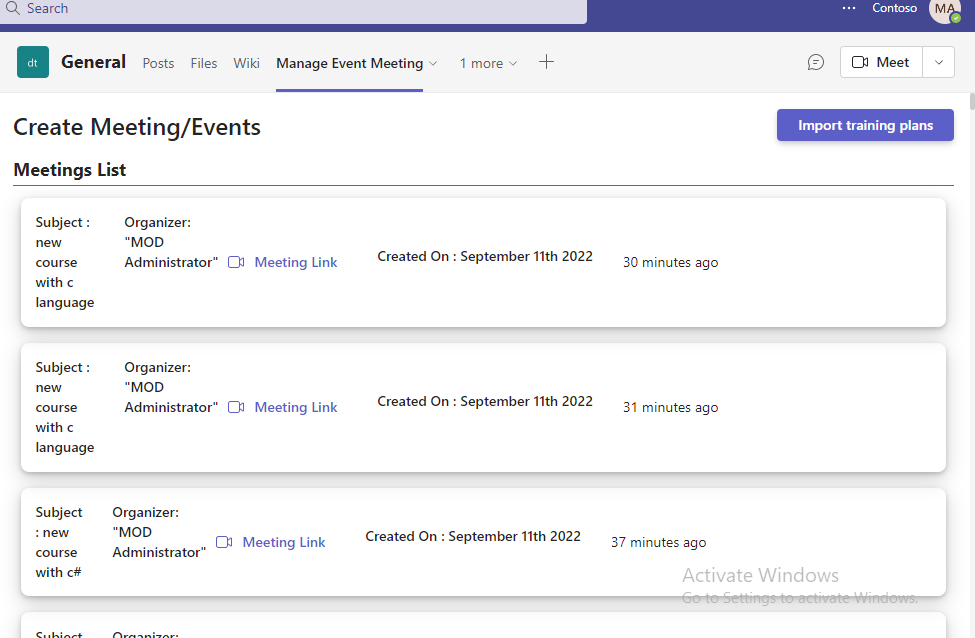 Search
... Contoso MA
dt General Posts Files Wiki Manage Event Meeting 1 more Meet
Create Meeting/Events Import training plans
Meetings List
Subject : Organizer:
new "MOD
course Administrator" Meeting Link Created On : September 11th 2022 30 minutes ago
with c
language
Subject : Organizer:
new "MOD
course Administrator" Meeting Link Created On : September 11th 2022 31 minutes ago
with c
language
Subject Organizer:
: new "MOD
course Administrator" Meeting Link Created On : September 11th 2022 37 minutes ago
with c#
Activate Windows
Go to Settings to activate Windows.
Subject Organizer: